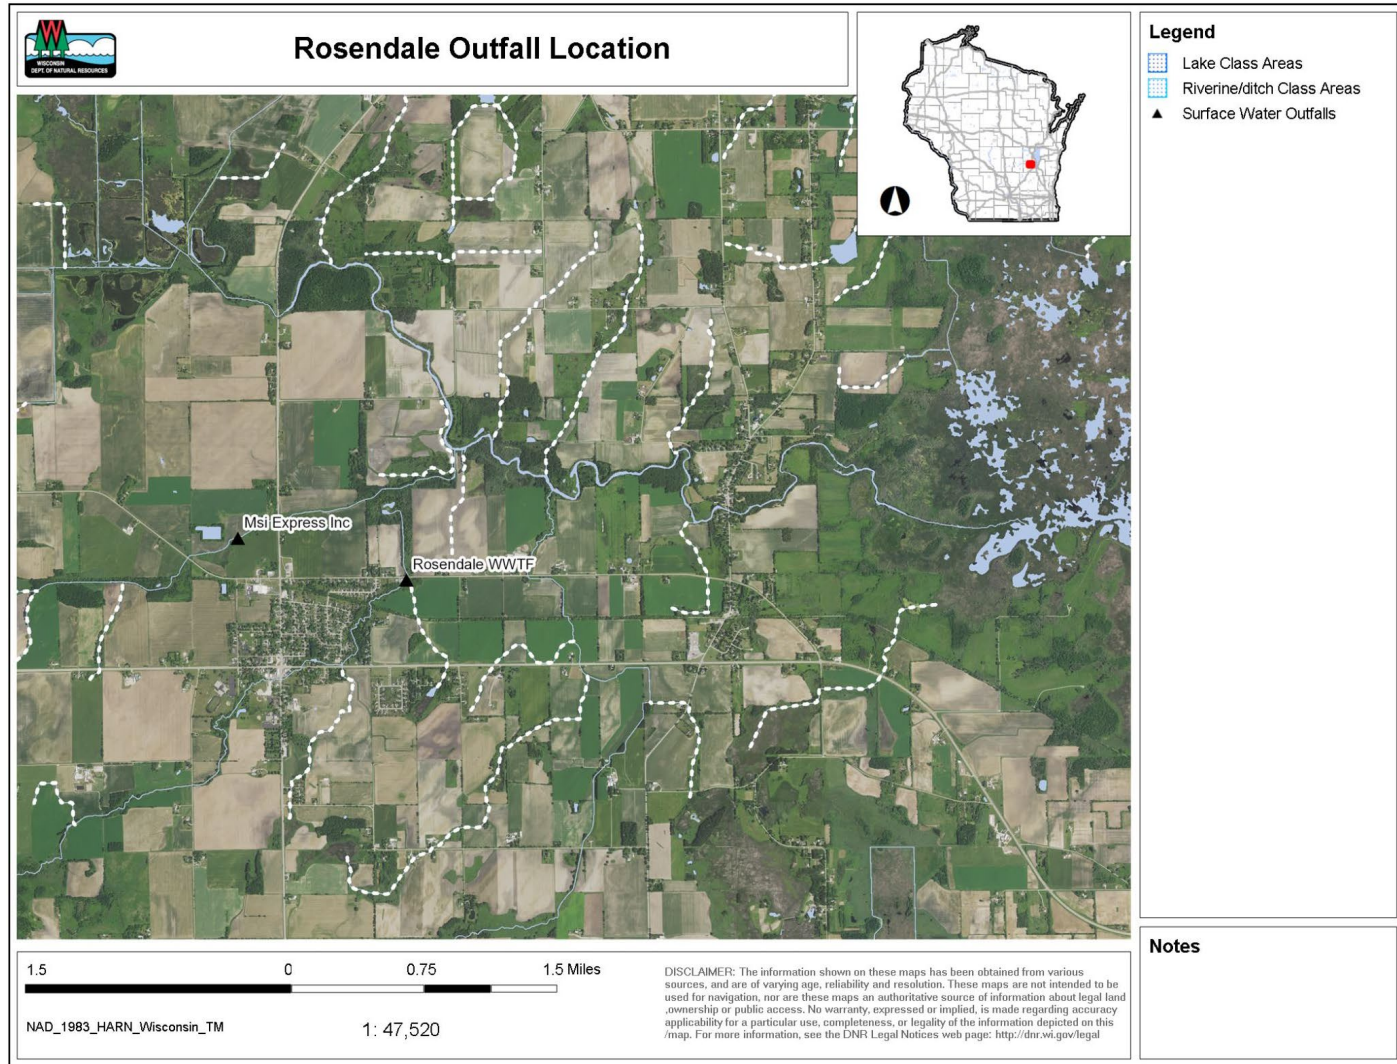 WISCONSIN
DEPT. OF NATURAL RESOURCES
Rosendale Outfall Location
Legend
Lake Class Areas
Riverine/ditch Class Areas
Surface Water Outfalls
Msi Express Inc
Rosendale WWTF
Notes
1.5 0 0.75 1.5 Miles
NAD_1983_HARN_Wisconsin_TM
1: 47,520
DISCLAIMER: The information shown on these maps has been obtained from various
sources, and are of varying age, reliability and resolution. These maps are not intended to be
used for navigation, nor are these maps an authoritative source of information about legal land
,ownership or public access. No warranty, expressed or implied, is made regarding accuracy
applicability for a particular use, completeness, or legality of the information depicted on this
/map. For more information, see the DNR Legal Notices web page: http://dnr.wi.gov/legal